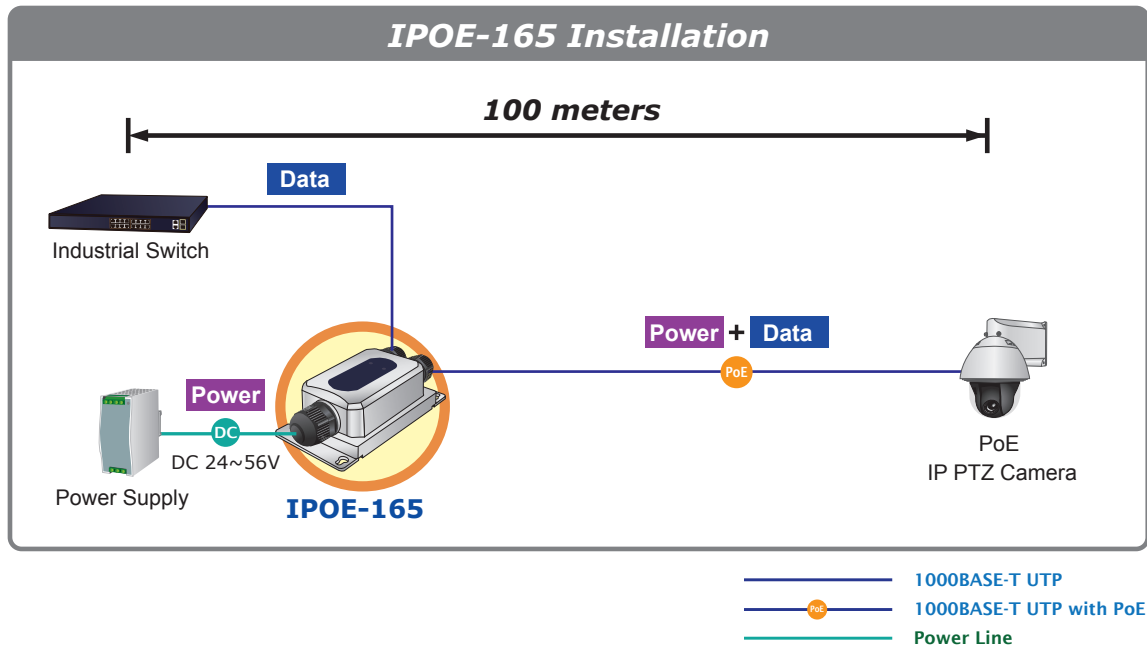 IPOE-165 Installation
100 meters
Data
Industrial Switch
Power + Data
PoE
Power
DC
DC 24~56V
Power Supply
IPOE-165
PoE
IP PTZ Camera
1000BASE-T UTP
PoE
1000BASE-T UTP with PoE
Power Line